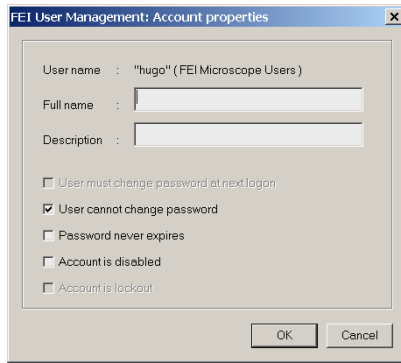 FEI User Management: Account properties
User name : "hugo" ( FEI Microscope Users )
Full name :
Description :
User must change password at next logon
User cannot change password
Password never expires
Account is disabled
Account is lockout
OK Cancel